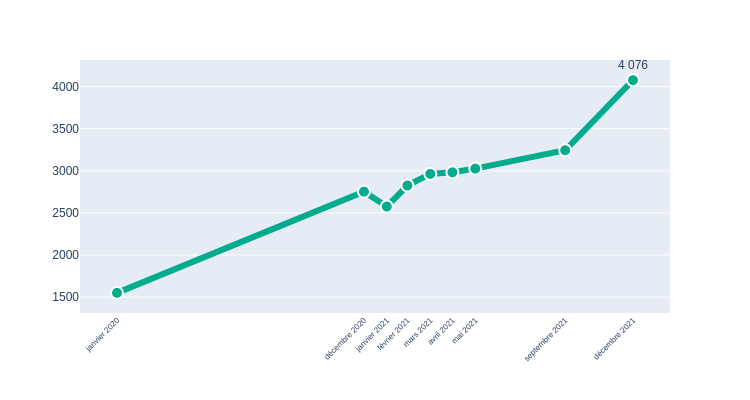 4 076
4000
3500
3000
2500
2000
1500
janvier 2020
décembre 2020
janvier 2021
février 2021
mars 2021
avril 2021
mai 2021
septembre 2021
décembre 2021